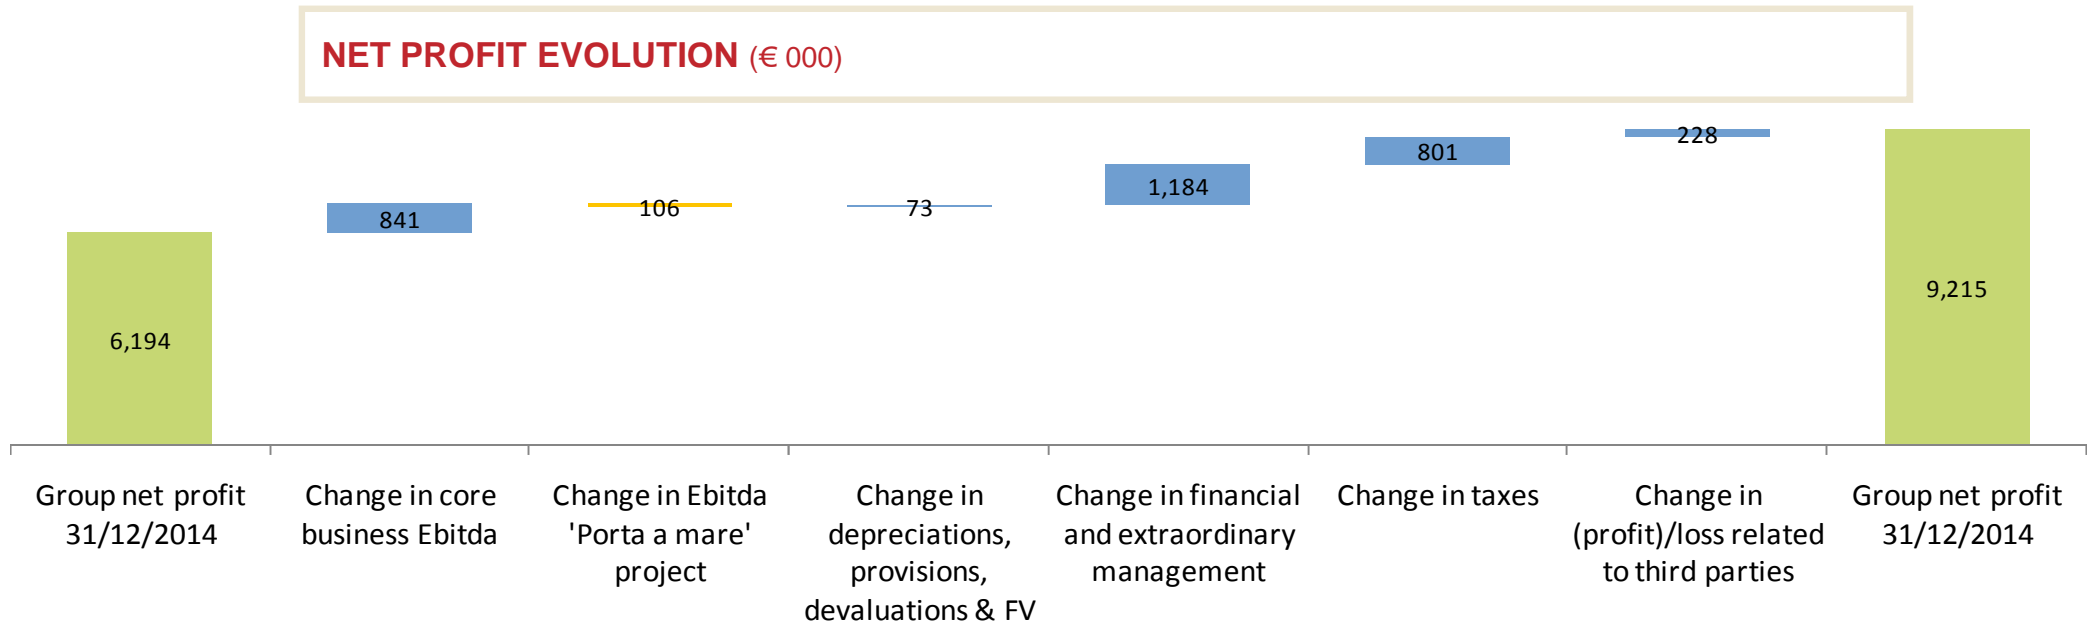 NET PROFIT EVOLUTION (€ 000)
228
801
1,184
841
106
73
9,215
6,194
Group net profit
31/12/2014
Change in core
business Ebitda
Change in Ebitda
'Porta a mare'
project
Change in
depreciations,
provisions,
devaluations & FV
Change in financial
and extraordinary
management
Change in taxes
Change in
(profit)/loss related
to third parties
Group net profit
31/12/2014